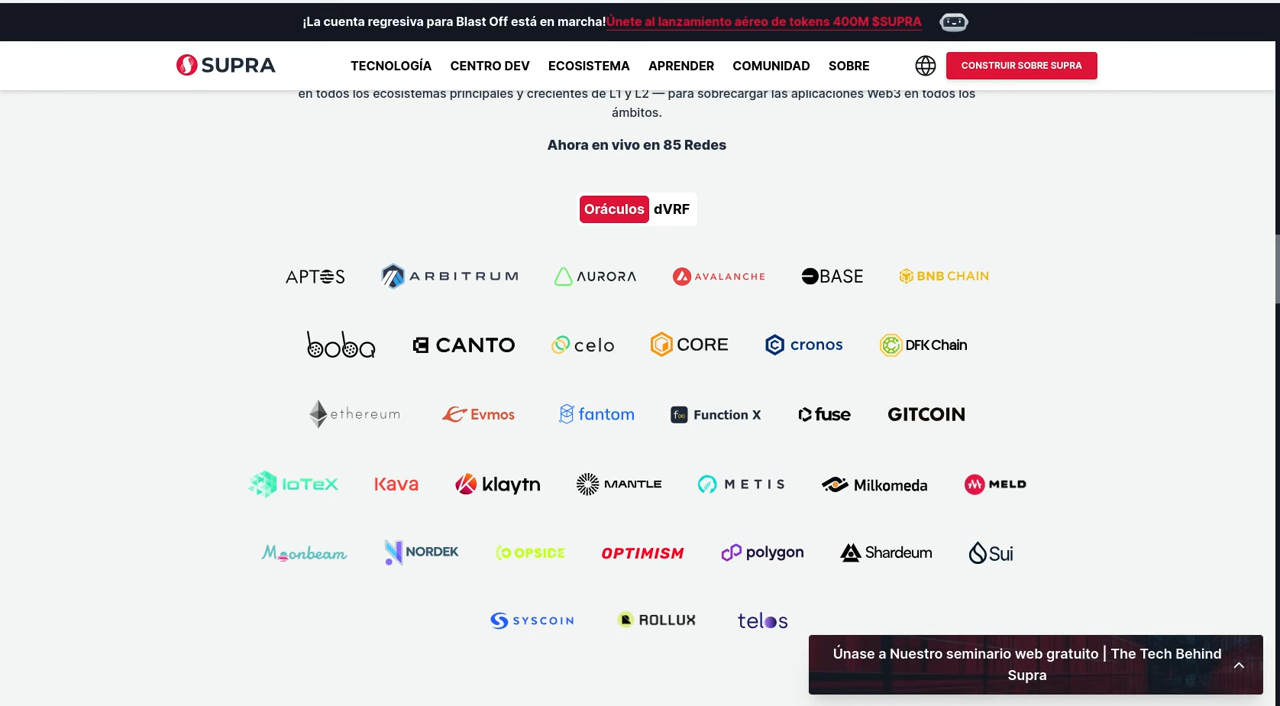 ¡La cuenta regresiva para Blast Off está en marcha!Únete al lanzamiento aéreo de tokens 400M $SUPRA
SUPRA TECNOLOGÍA CENTRO DEV ECOSISTEMA APRENDER COMUNIDAD SOBRE CONSTRUIR SOBRE SUPRA
en todos los ecosistemas principales y crecientes de L1 y L2 — para sobrecargar las aplicaciones Web3 en todos los
ámbitos.
Ahora en vivo en 85 Redes
Oráculos dVRF
APTOS ARBITRUM AURORA AVALANCHE BASE BNB CHAIN
boba CANTO celo CORE cronos DFK Chain
ethereum Evmos fantom f(x) Function X fuse GITCOIN
IoTeX Kava klaytn MANTLE METIS Milkomeda MELD
Moonbeam NORDEK OPSIDE OPTIMISM polygon Shardeum Sui
SYSCOIN ROLLUX telos
Únase a Nuestro seminario web gratuito | The Tech Behind
Supra